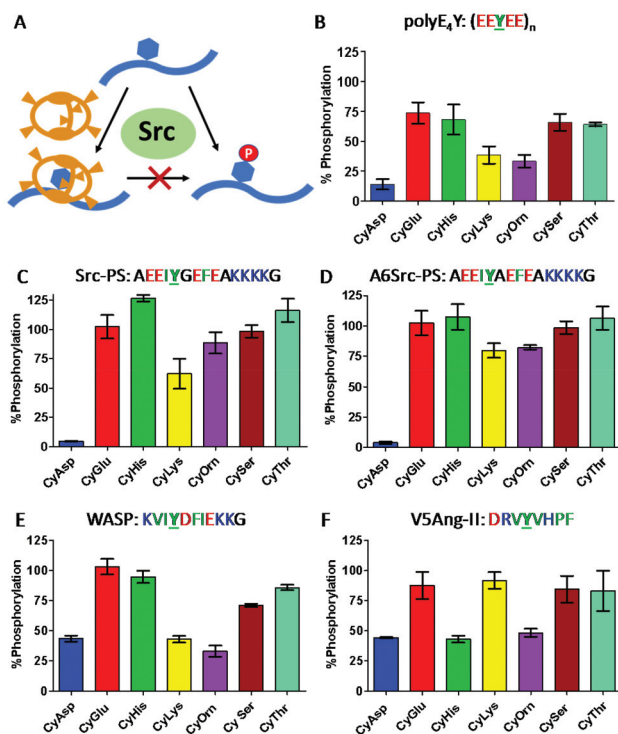 A
Src
P
B
polyE4Y: (EEYEE)n
% Phosphorylation
125
100
75
50
25
0
CyAsp
CyGlu
CyHis
CyLys
CyOrn
CySer
CyThr
C
Src-PS: AEEIYGEFEAKKKKG
%Phosphorylation
125
100
75
50
25
0
CyAsp
CyGlu
CyHis
CyLys
CyOrn
CySer
CyThr
D
A6Src-PS: AEEIYAEFEAKKKKG
%Phosphorylation
125
100
75
50
25
0
CyAsp
CyGlu
CyHis
CyLys
CyOrn
CySer
CyThr
E
WASP: KVIYDFIEKKG
%Phosphorylation
125
100
75
50
25
0
CyAsp
CyGlu
CyHis
CyLys
CyOrn
Cy Ser
CyThr
F
V5Ang-II: DRVYVHPF
%Phosphorylation
125
100
75
50
25
0
CyAsp
CyGlu
CyHis
CyLys
CyOrn
CySer
CyThr